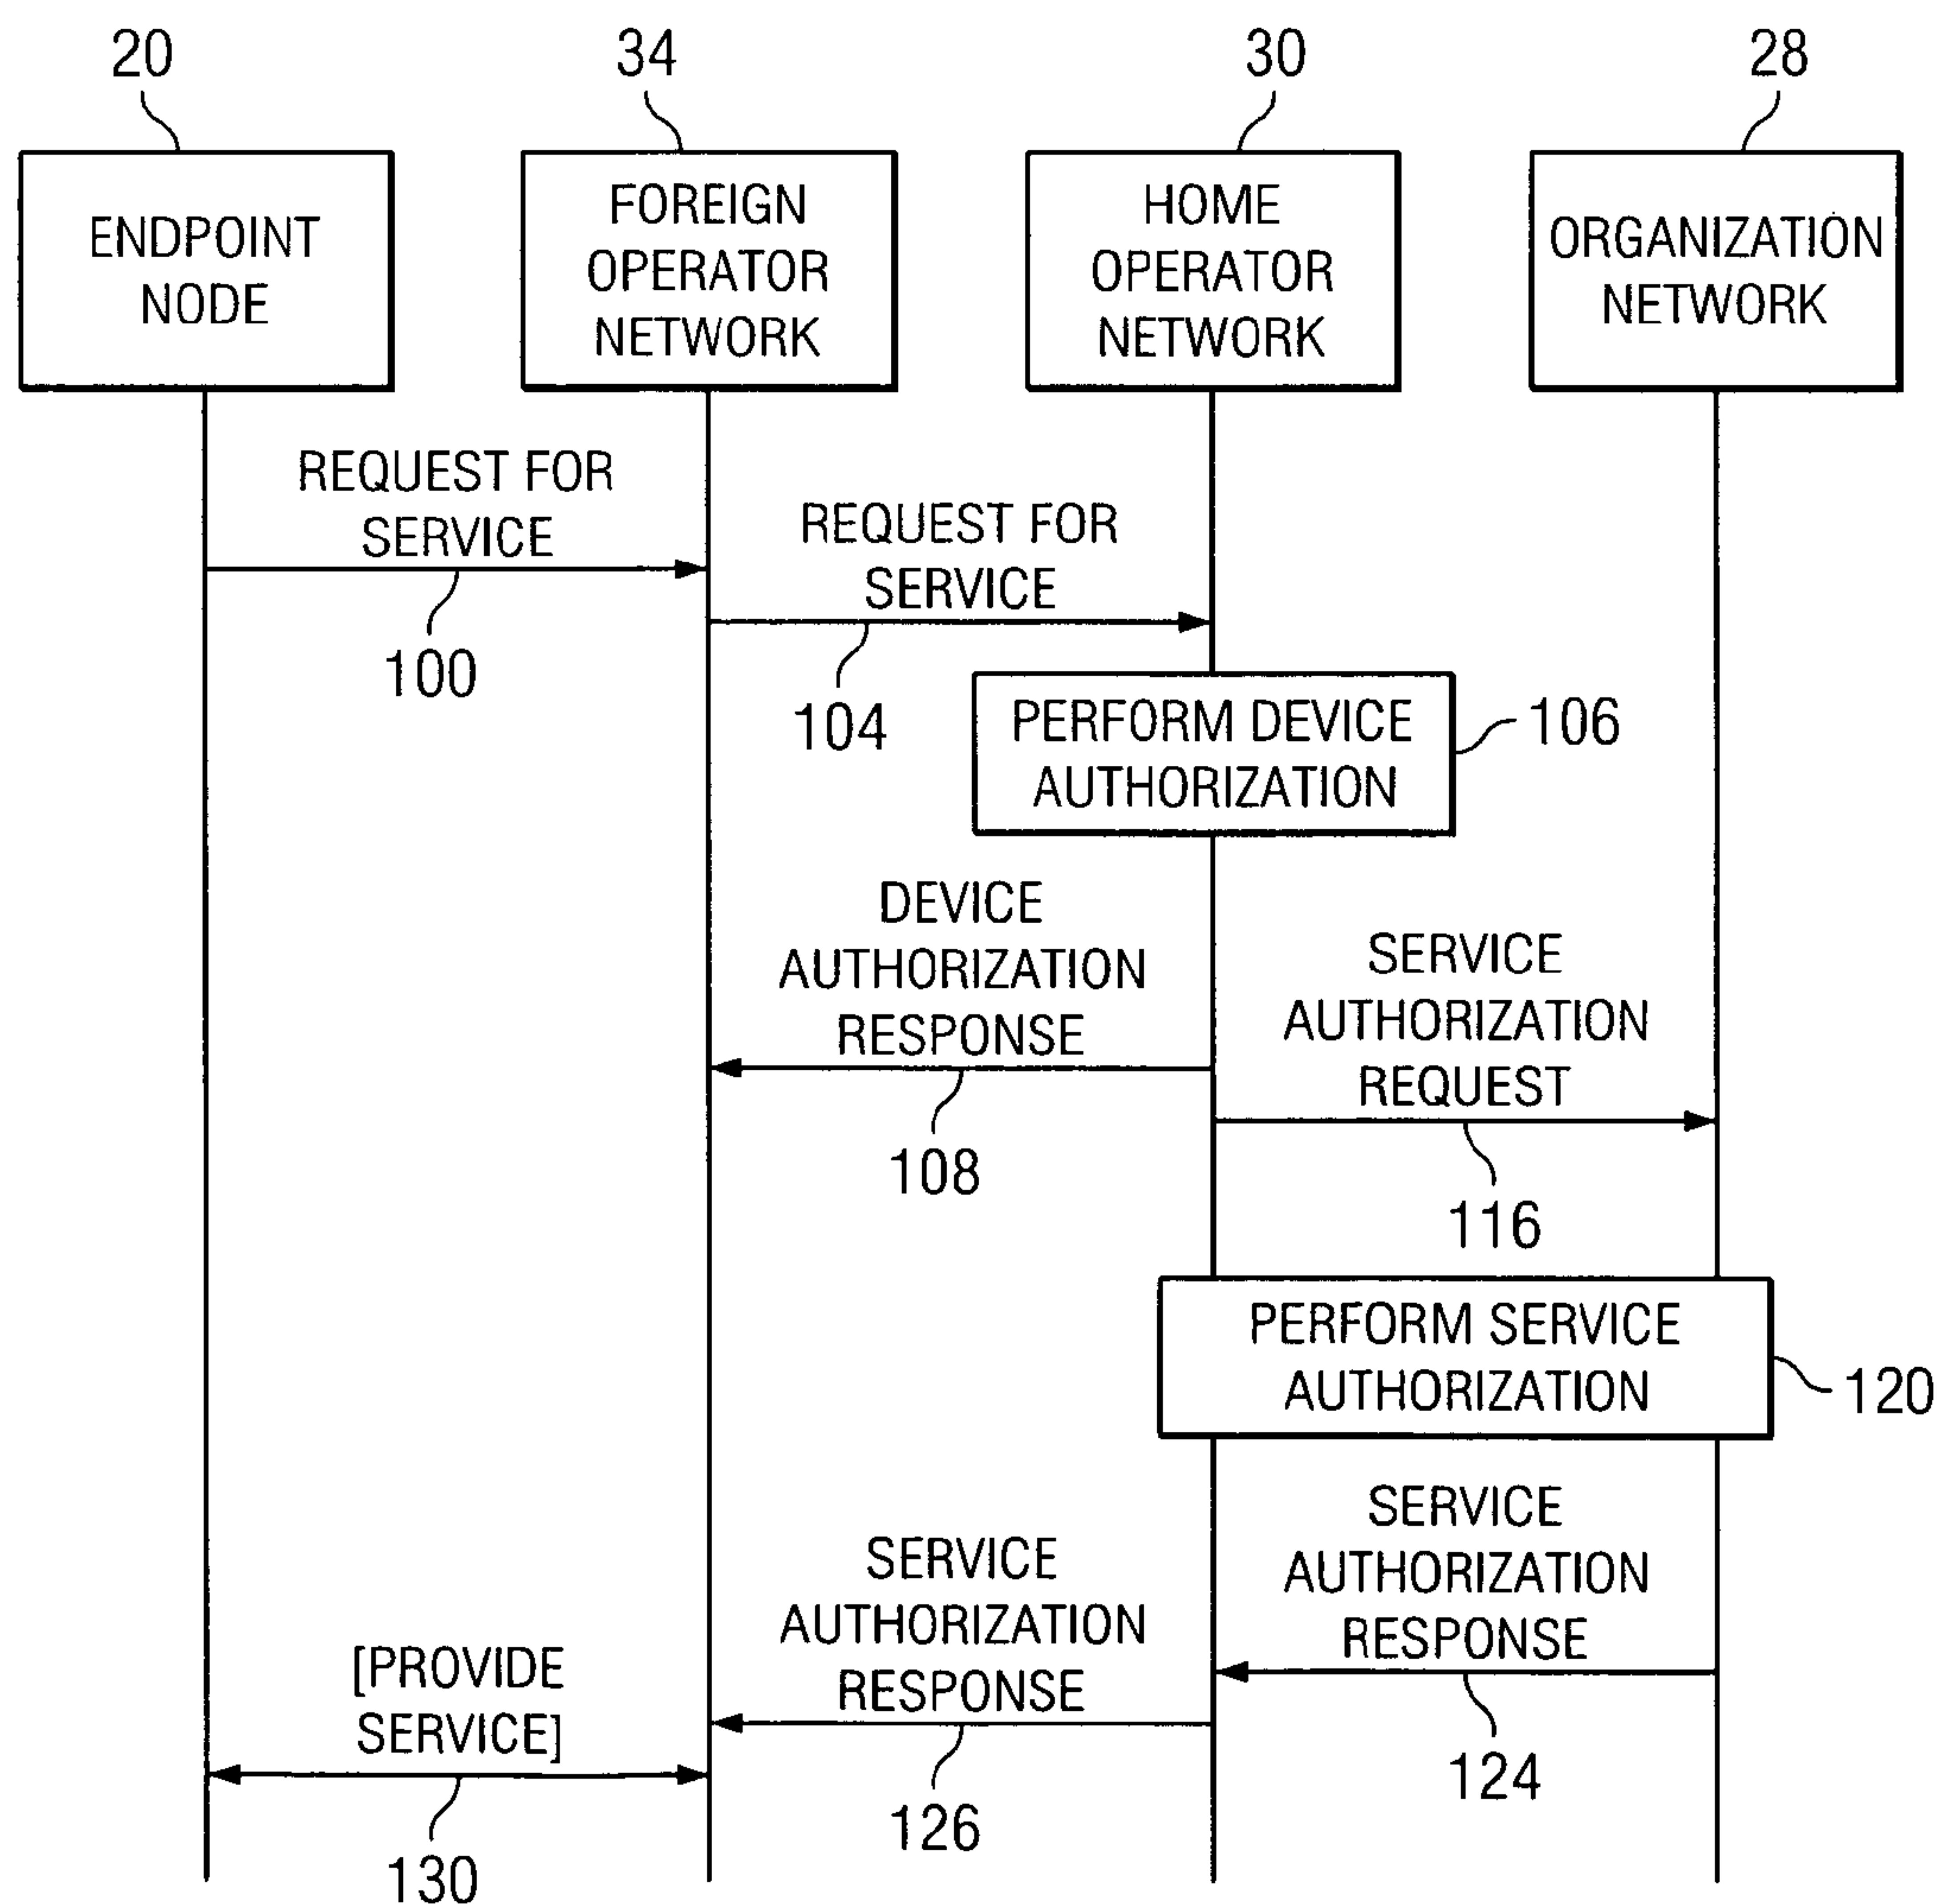 20
34
30
28
ENDPOINT
NODE
FOREIGN
OPERATOR
NETWORK
HOME
OPERATOR
NETWORK
ORGANIZATION
NETWORK
REQUEST FOR
SERVICE
100
REQUEST FOR
SERVICE
104
PERFORM DEVICE
AUTHORIZATION
106
DEVICE
AUTHORIZATION
RESPONSE
108
SERVICE
AUTHORIZATION
REQUEST
116
PERFORM SERVICE
AUTHORIZATION
120
SERVICE
AUTHORIZATION
RESPONSE
124
SERVICE
AUTHORIZATION
RESPONSE
126
[PROVIDE
SERVICE]
130